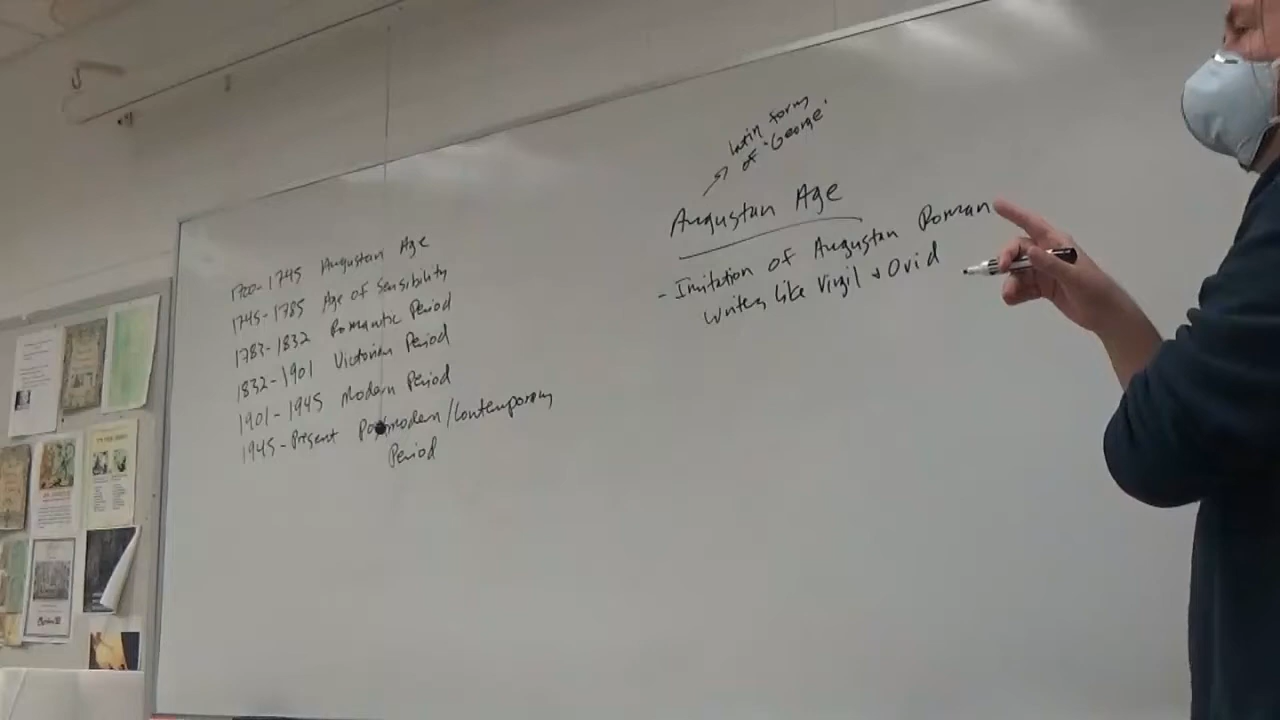 1700-1745 Augustan Age
1745-1785 Age of Sensibility
1783-1832 Romantic Period
1832-1901 Victorian Period
1901-1945 Modern Period
1945-Present Postmodern/Contemporary
Period
Latin form
of 'George'
Augustan Age
- Imitation of Augustan Roman
writers like Virgil + Ovid